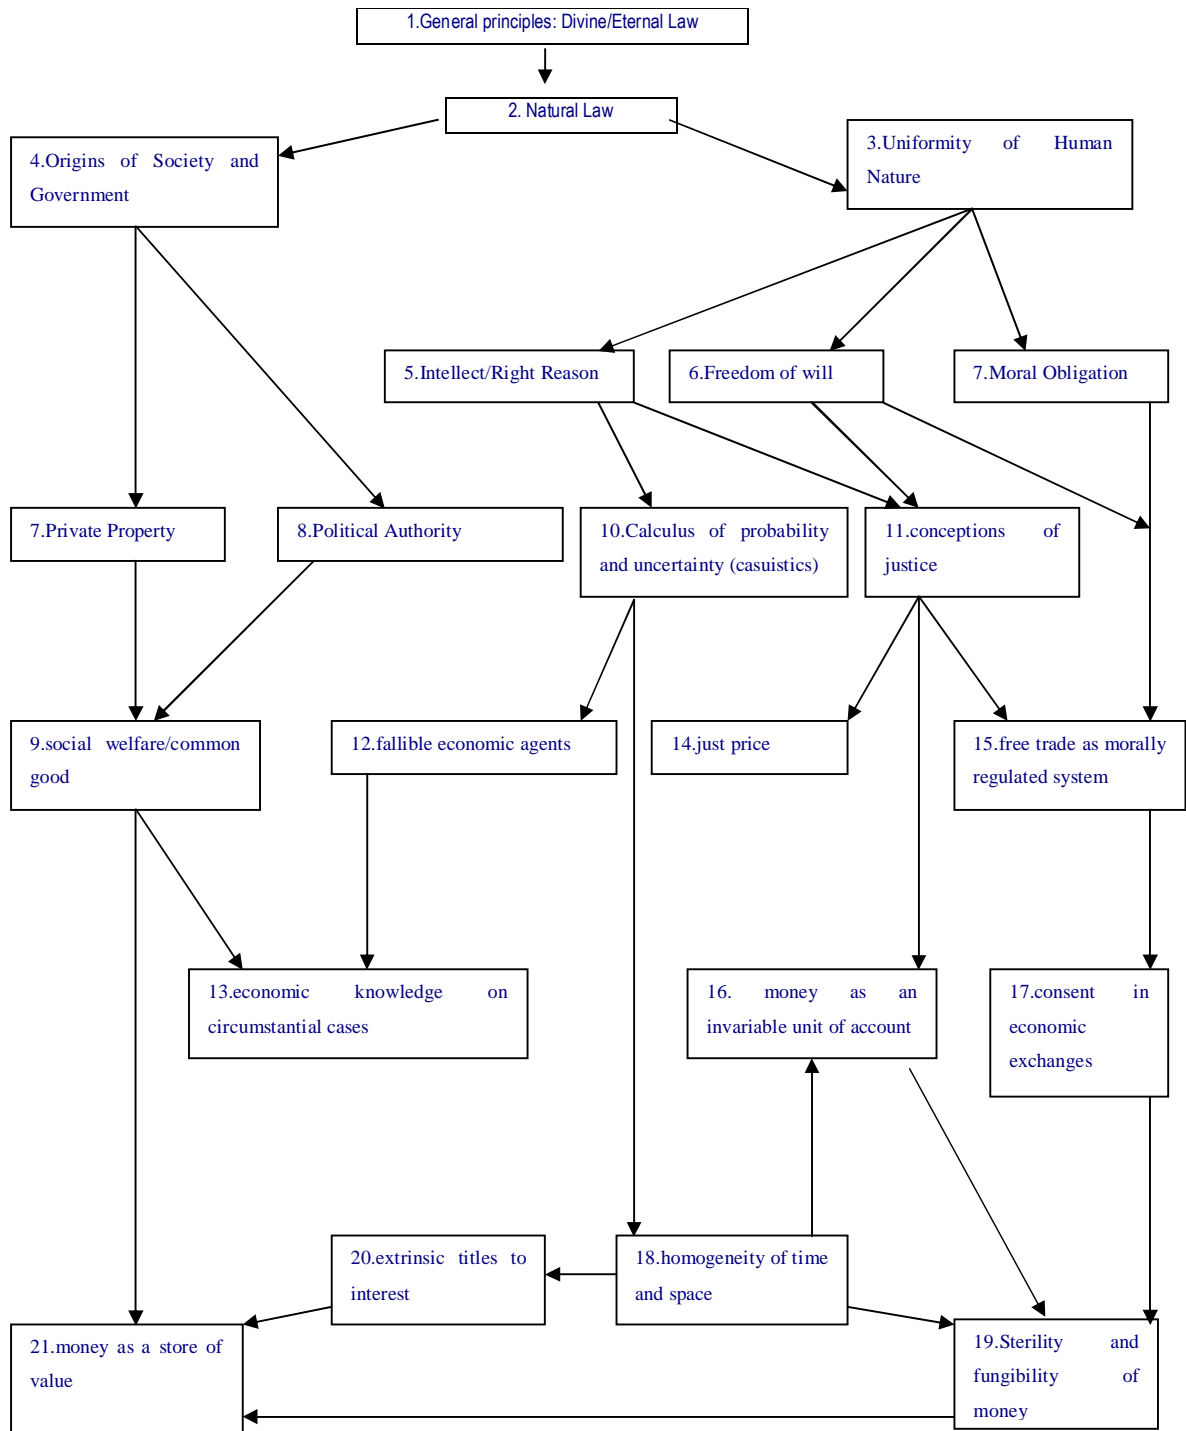 1.General principles: Divine/Eternal Law
2. Natural Law
4.Origins of Society and
Government
3.Uniformity of Human
Nature
5.Intellect/Right Reason
6.Freedom of will
7.Moral Obligation
7.Private Property
8.Political Authority
10.Calculus of probability
and uncertainty (casuistics)
11.conceptions of
justice
9.social welfare/common
good
12.fallible economic agents
14.just price
15.free trade as morally
regulated system
13.economic knowledge on
circumstantial cases
16. money as an
invariable unit of account
17.consent in
economic
exchanges
20.extrinsic titles to
interest
18.homogeneity of time
and space
21.money as a store of
value
19.Sterility and
fungibility of
money